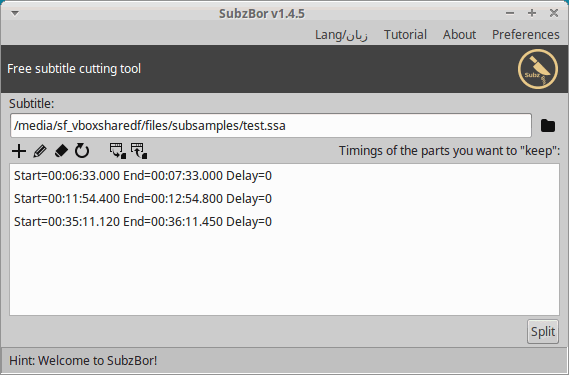 SubzBor v1.4.5
Lang/زبان Tutorial About Preferences
Free subtitle cutting tool
Subz
Subtitle:
/media/sf_vboxsharedf/files/subsamples/test.ssa
Timings of the parts you want to "keep":
Start=00:06:33.000 End=00:07:33.000 Delay=0
Start=00:11:54.400 End=00:12:54.800 Delay=0
Start=00:35:11.120 End=00:36:11.450 Delay=0
Split
Hint: Welcome to SubzBor!